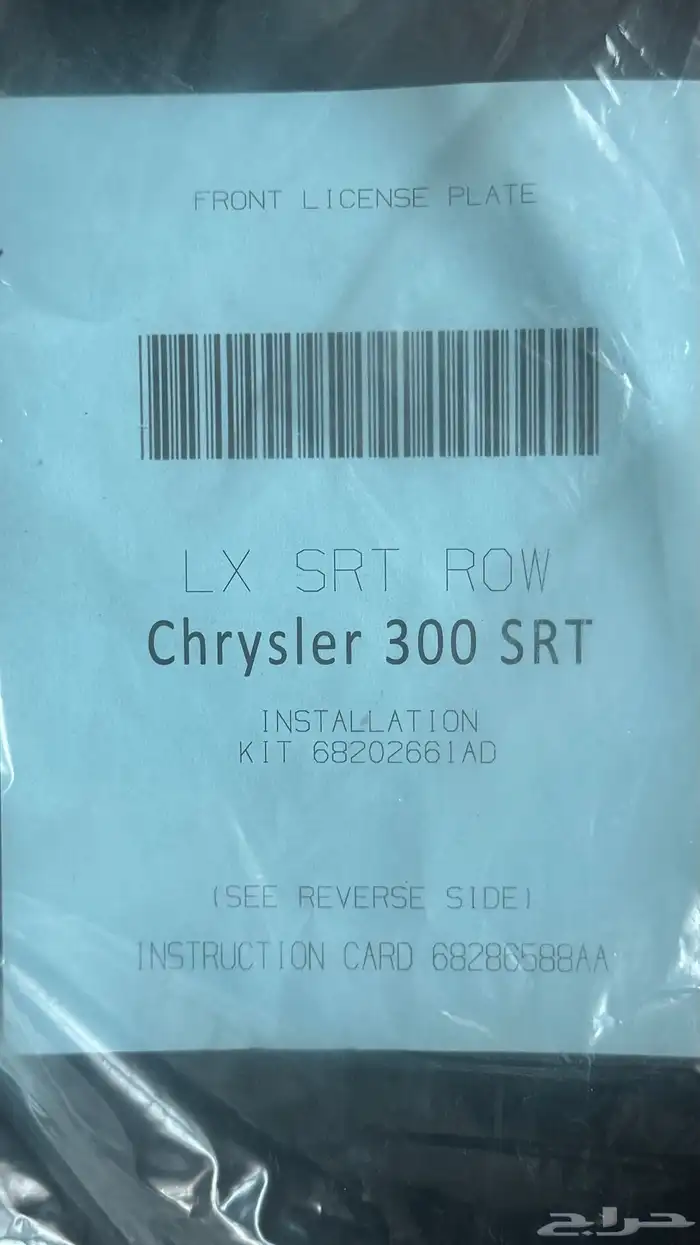 FRONT LICENSE PLATE
LX SRT ROW
Chrysler 300 SRT
INSTALLATION
KIT 68202661AD
(SEE REVERSE SIDE)
INSTRUCTION CARD 68286588AA
حراج